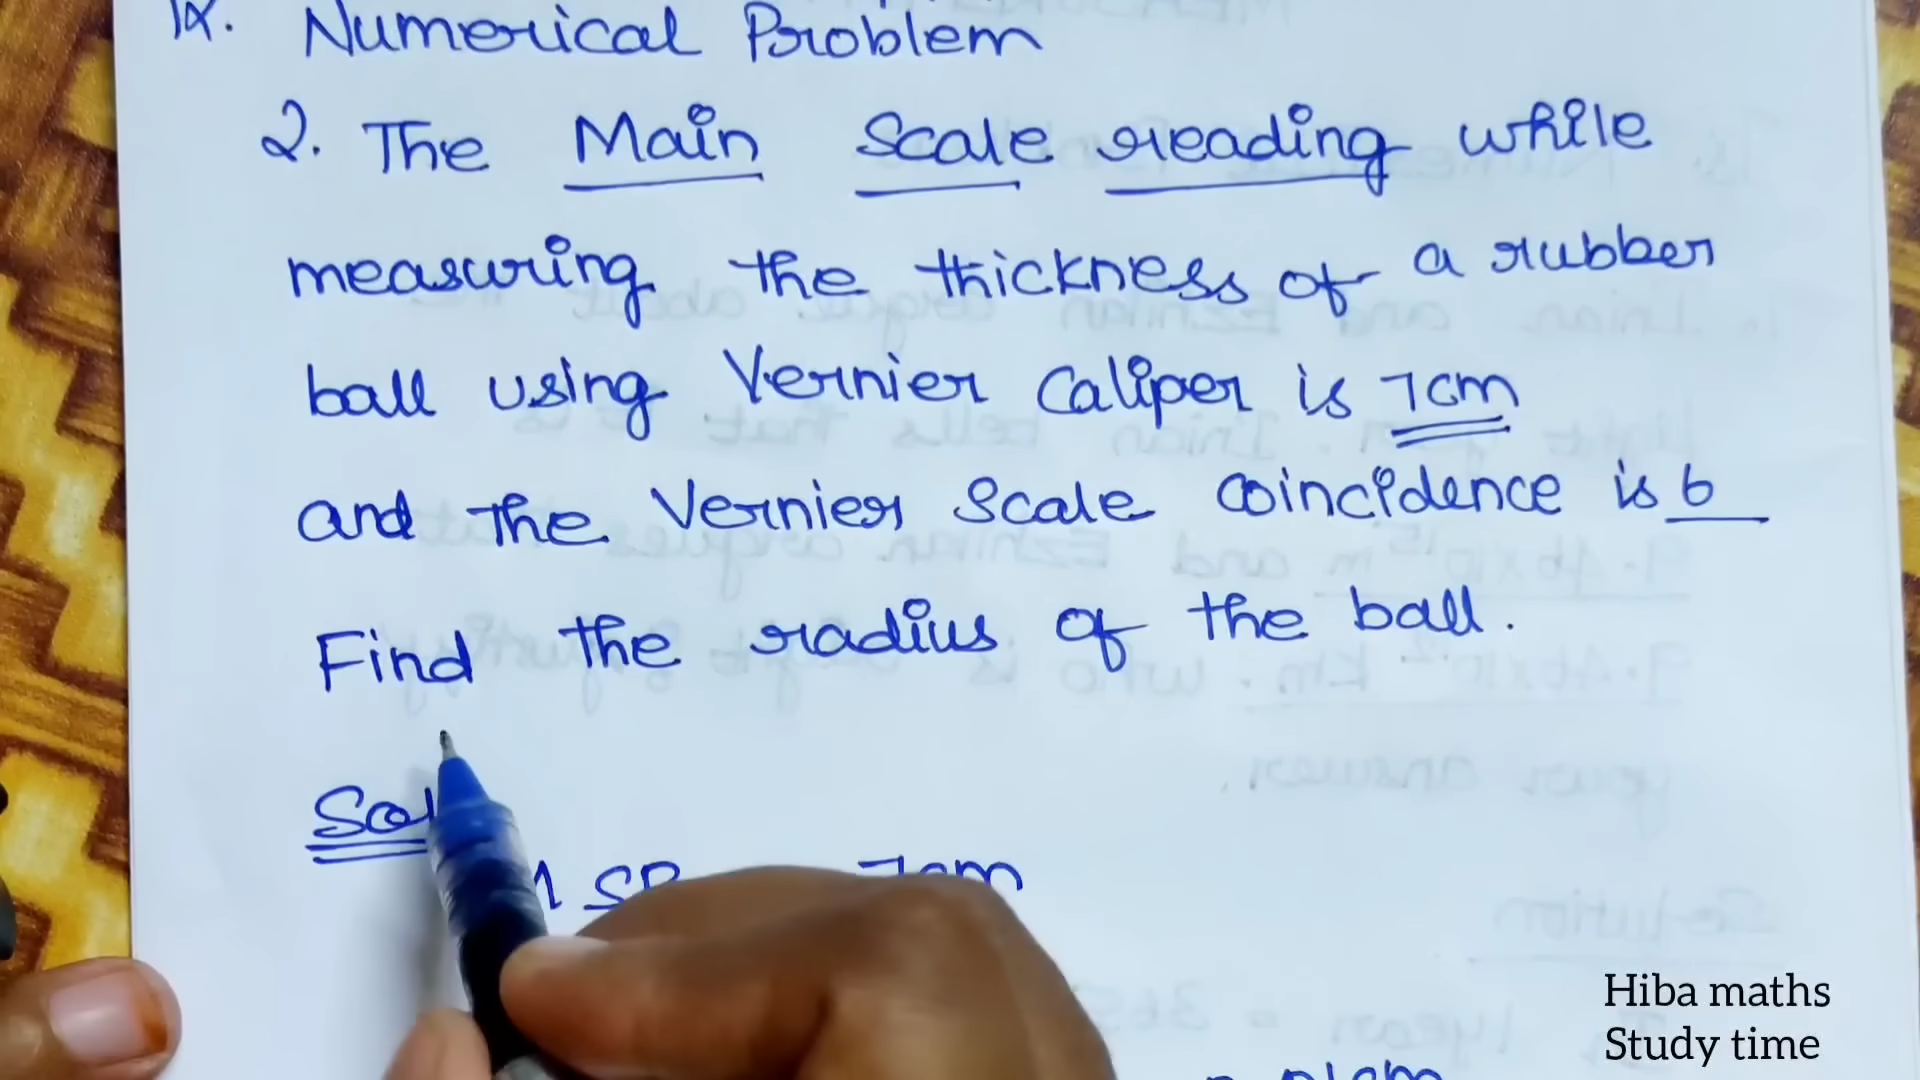 IX. Numerical Problem
2. The Main Scale reading while
measuring the thickness of a rubber
ball using Vernier Caliper is 7cm
and the Vernier Scale coincidence is 6
Find the radius of the ball.
Sol
MSR 7cm
Hiba maths
Study time